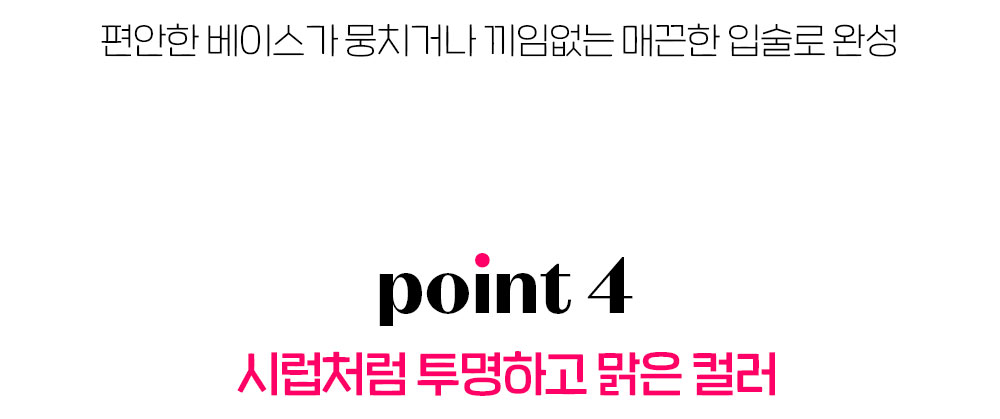 편안한 베이스가 뭉치거나 끼임없는 매끈한 입술로 완성
point 4
시럽처럼 투명하고 맑은 컬러